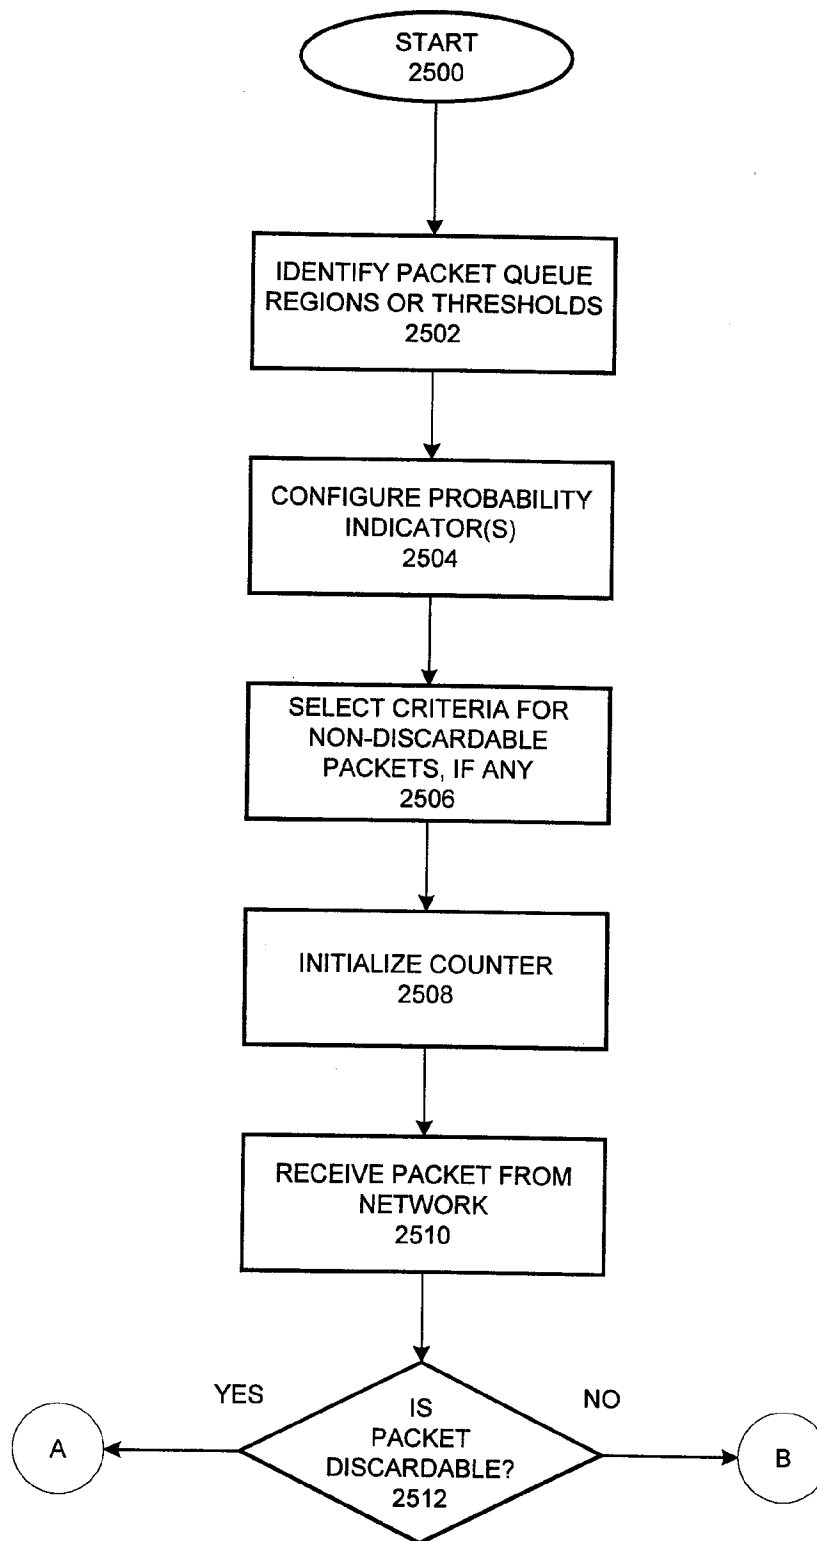 START
2500
IDENTIFY PACKET QUEUE
REGIONS OR THRESHOLDS
2502
CONFIGURE PROBABILITY
INDICATOR(S)
2504
SELECT CRITERIA FOR
NON-DISCARDABLE
PACKETS, IF ANY
2506
INITIALIZE COUNTER
2508
RECEIVE PACKET FROM
NETWORK
2510
YES
NO
A
IS
PACKET
DISCARDABLE?
2512
B